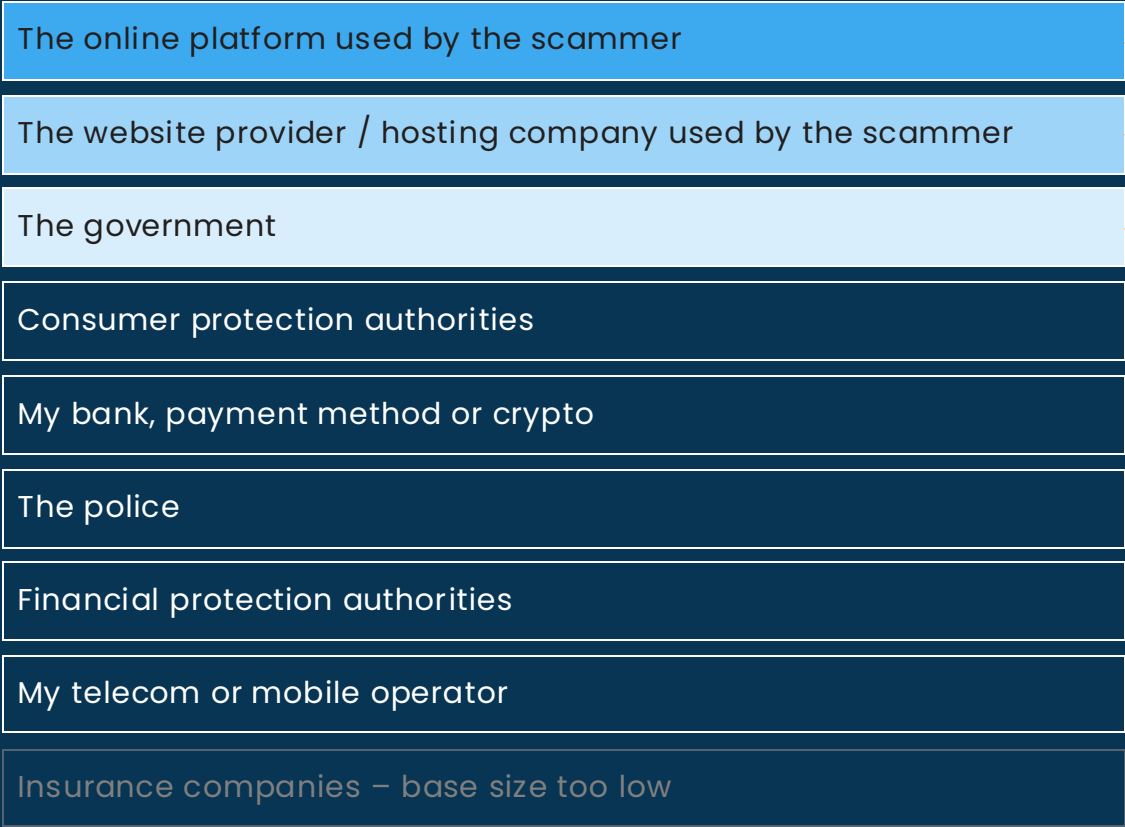 The online platform used by the scammer
The website provider / hosting company used by the scammer
The government
Consumer protection authorities
My bank, payment method or crypto
The police
Financial protection authorities
My telecom or mobile operator
Insurance companies – base size too low